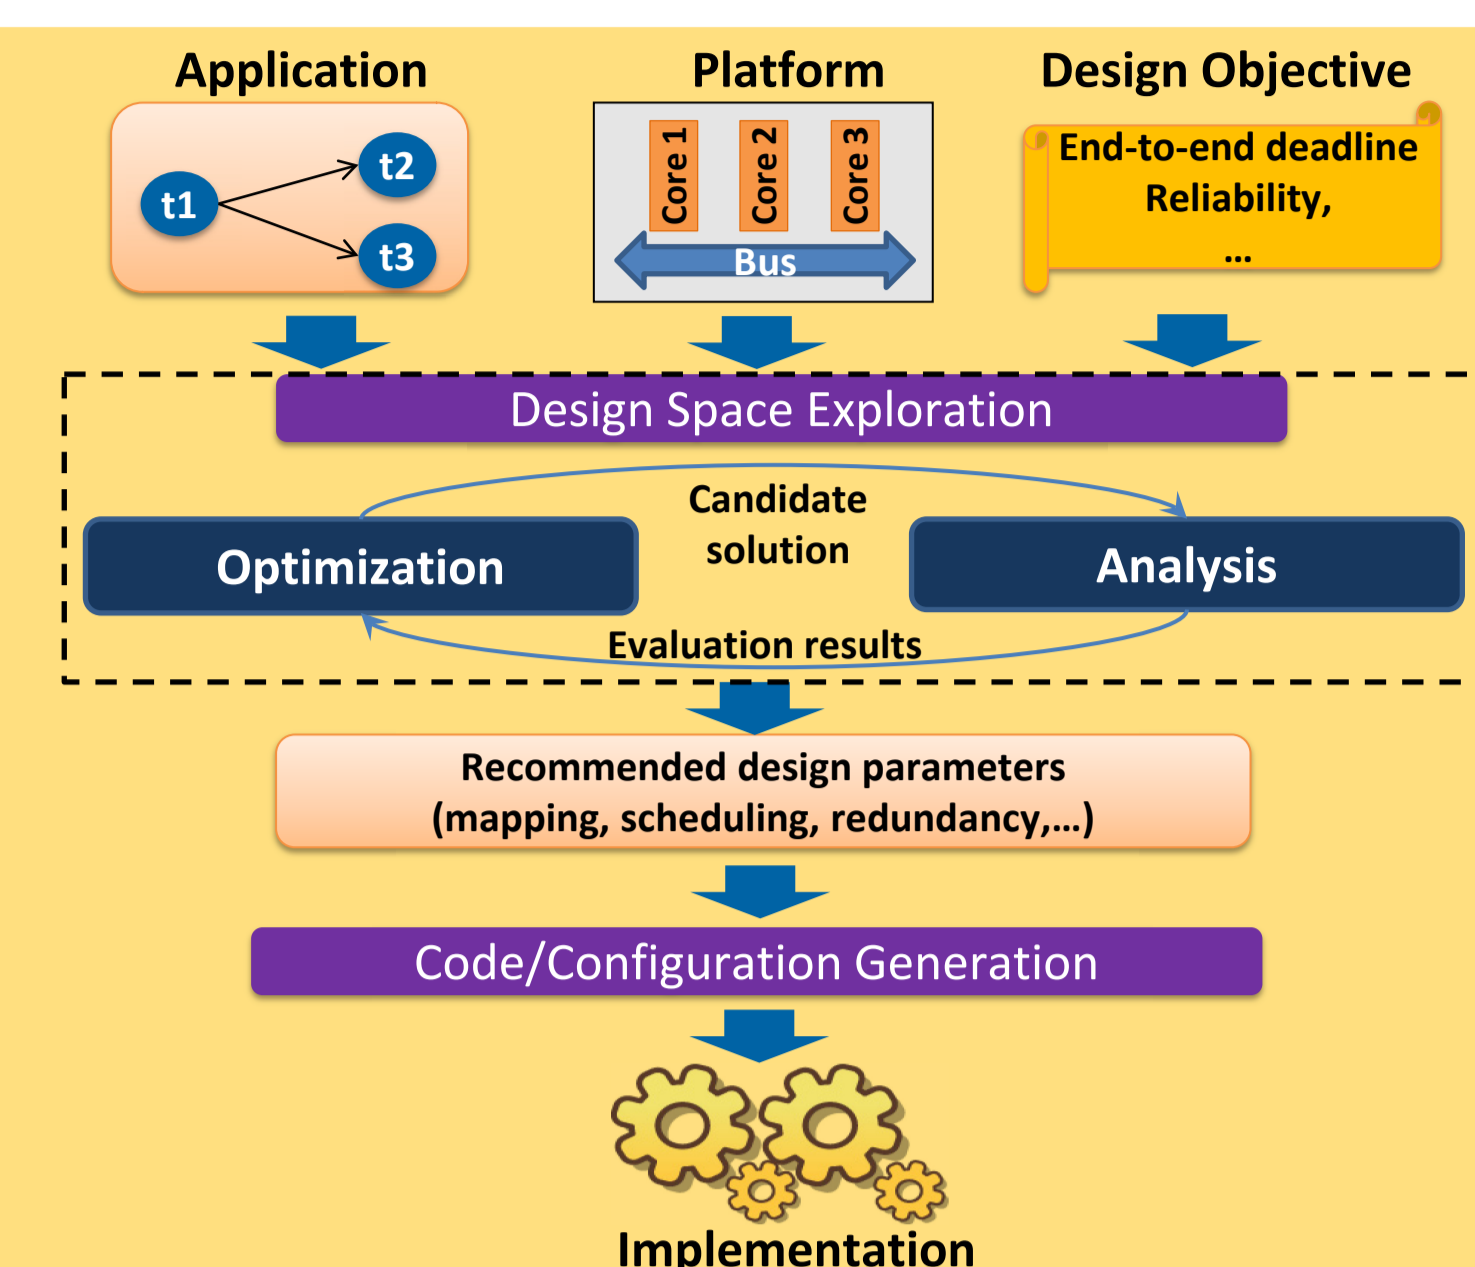 Application
Platform
Design Objective
t1
t2
t3
Core 1
Core 2
Core 3
Bus
End-to-end deadline
Reliability,
...
Design Space Exploration
Candidate
solution
Optimization
Analysis
Evaluation results
Recommended design parameters
(mapping, scheduling, redundancy,...)
Code/Configuration Generation
Implementation